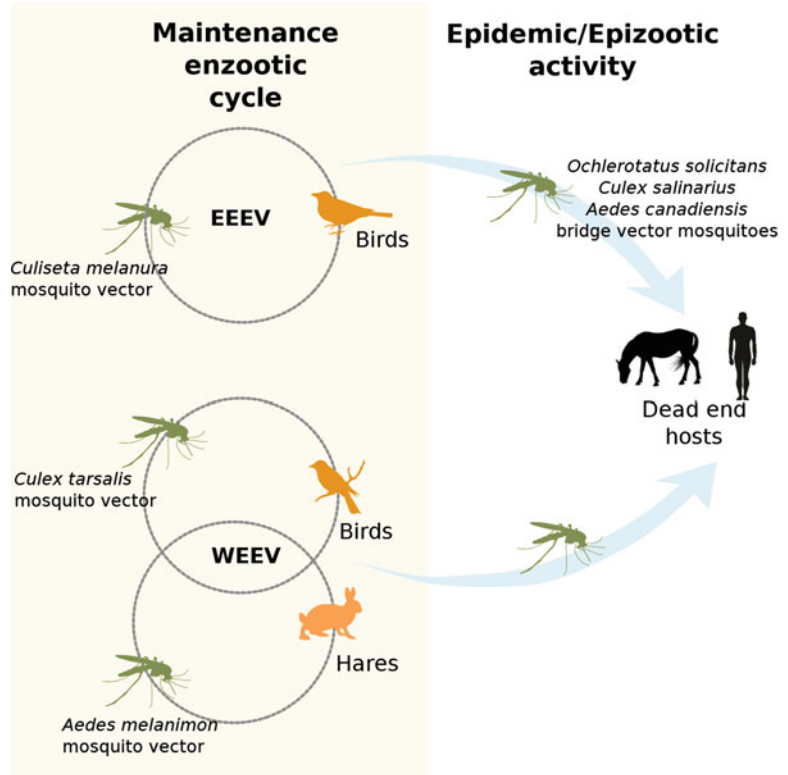 Maintenance
enzootic
cycle
Epidemic/Epizootic
activity
EEEV
Birds
Culiseta melanura
mosquito vector
Ochlerotatus solicitans
Culex salinarius
Aedes canadiensis
bridge vector mosquitoes
Dead end
hosts
Culex tarsalis
mosquito vector
Birds
WEEV
Hares
Aedes melanimon
mosquito vector